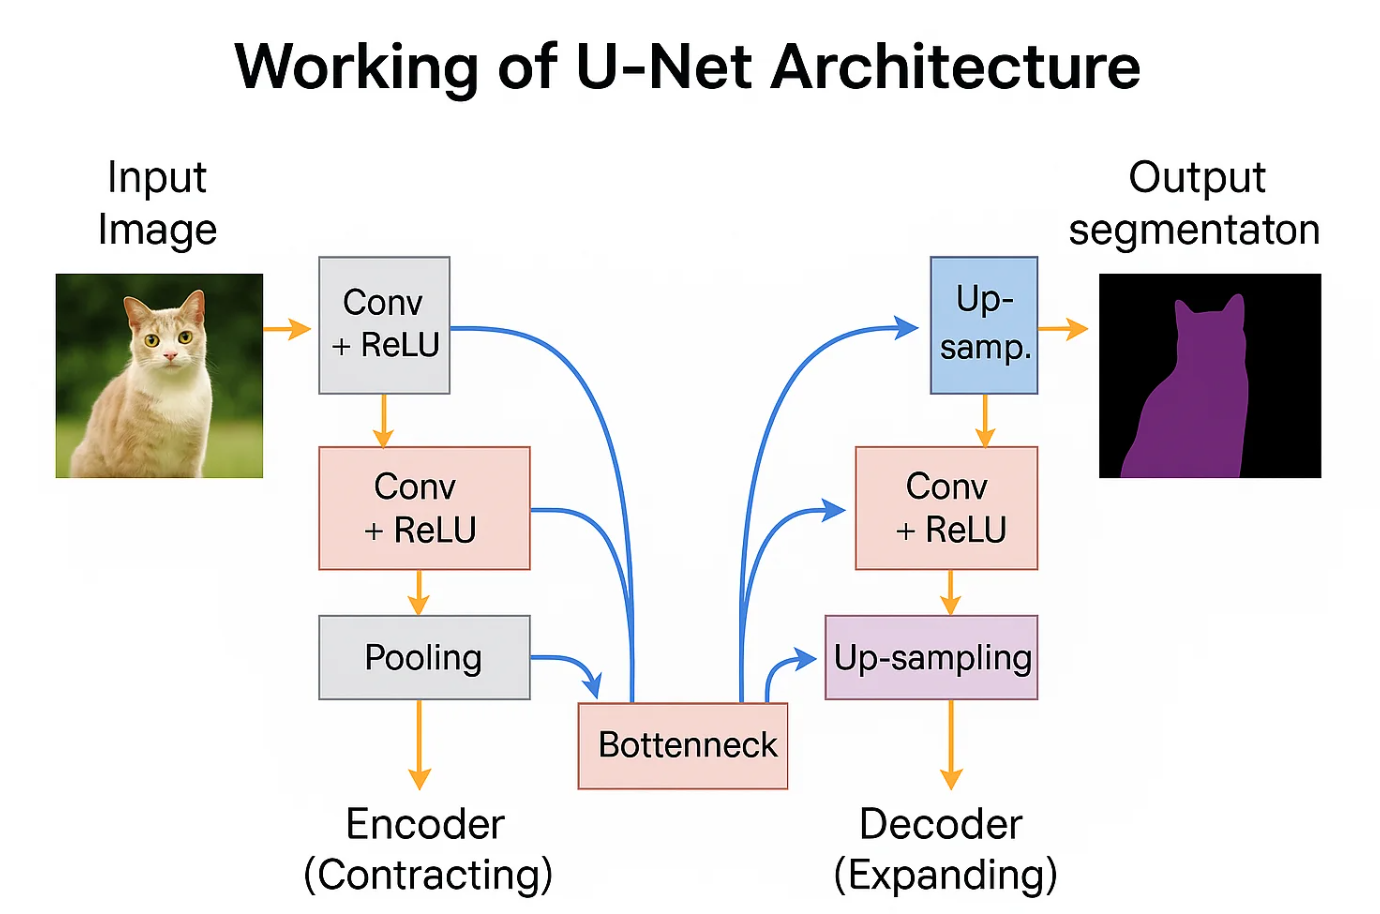 Working of U-Net Architecture
Input
Image
Output
segmentaton
Conv
+ ReLU
Up-
samp.
Conv
+ ReLU
Conv
+ ReLU
Pooling
Up-sampling
Bottenneck
Encoder
(Contracting)
Decoder
(Expanding)